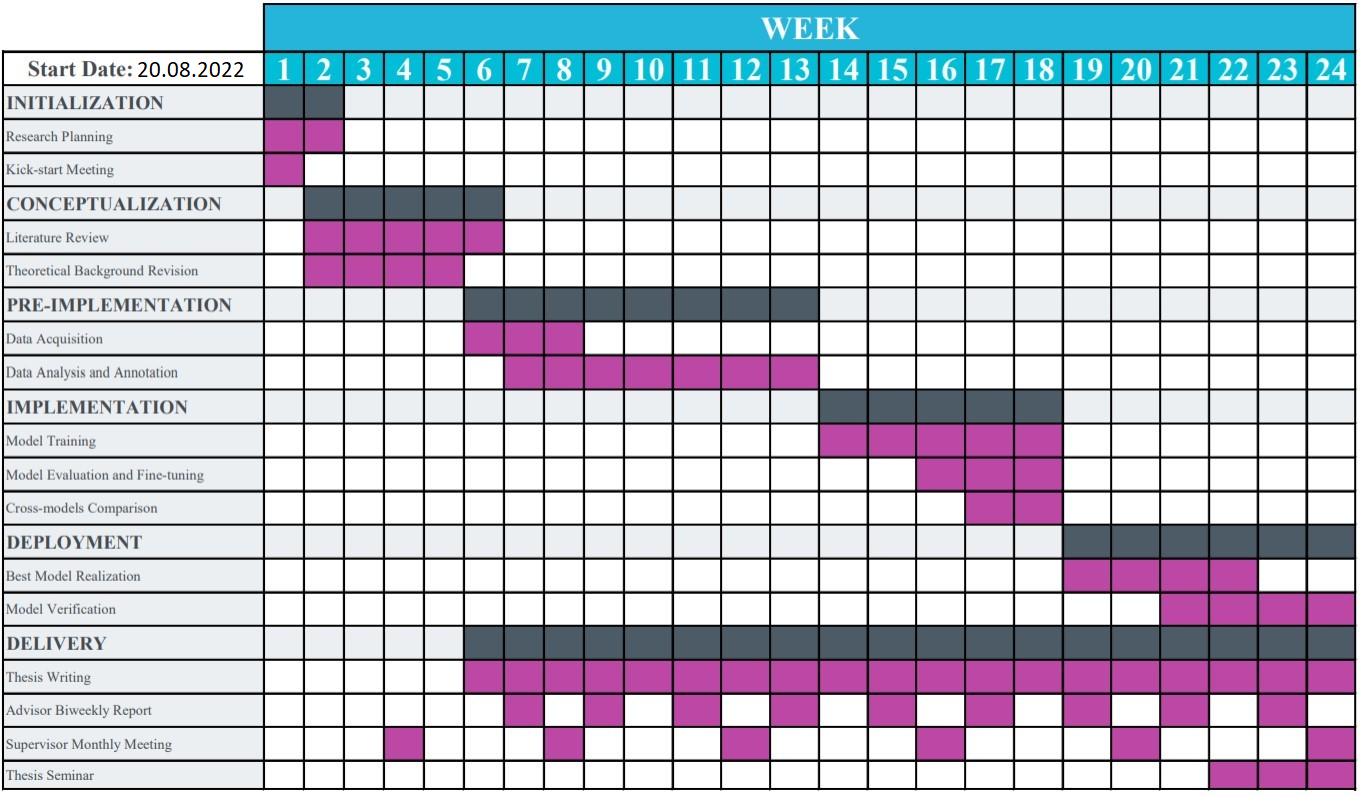 WEEK
Start Date: 20.08.2022 1 2 3 4 5 6 7 8 9 10 11 12 13 14 15 16 17 18 19 20 21 22 23 24
INITIALIZATION
Research Planning
Kick-start Meeting
CONCEPTUALIZATION
Literature Review
Theoretical Background Revision
PRE-IMPLEMENTATION
Data Acquisition
Data Analysis and Annotation
IMPLEMENTATION
Model Training
Model Evaluation and Fine-tuning
Cross-models Comparison
DEPLOYMENT
Best Model Realization
Model Verification
DELIVERY
Thesis Writing
Advisor Biweekly Report
Supervisor Monthly Meeting
Thesis Seminar